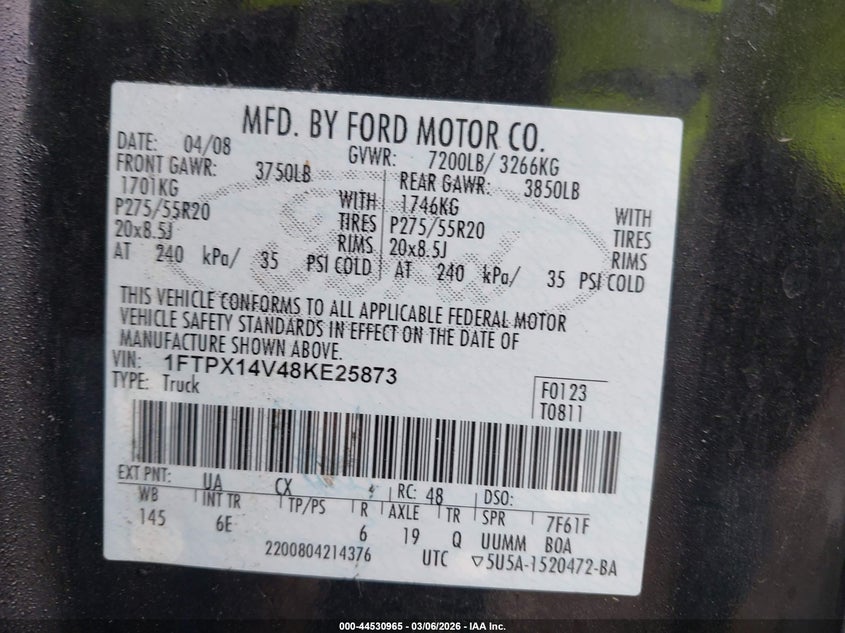 MFD. BY FORD MOTOR CO.
DATE: 04/08 GVWR: 7200LB/ 3266KG
FRONT GAWR: 3750LB REAR GAWR: 3850LB
1701KG WITH 1746KG WITH
P275/55R20 TIRES P275/55R20 TIRES
20x8.5J RIMS 20x8.5J RIMS
AT 240 kPa/ 35 PSI COLD AT 240 kPa/ 35 PSI COLD
THIS VEHICLE CONFORMS TO ALL APPLICABLE FEDERAL MOTOR
VEHICLE SAFETY STANDARDS IN EFFECT ON THE DATE OF
MANUFACTURE SHOWN ABOVE.
VIN: 1FTPX14V48KE25873
TYPE: Truck
F0123
T0811
EXT PNT: UA CX RC: 48 DSO:
WB INT TR TP/PS R AXLE TR SPR 7F61F
145 6E 6 19 Q UUMM BOA
2200804214376 UTC ▽5U5A-1520472-BA
Ford
000-44530965 - 03/06/2026 - IAA Inc.